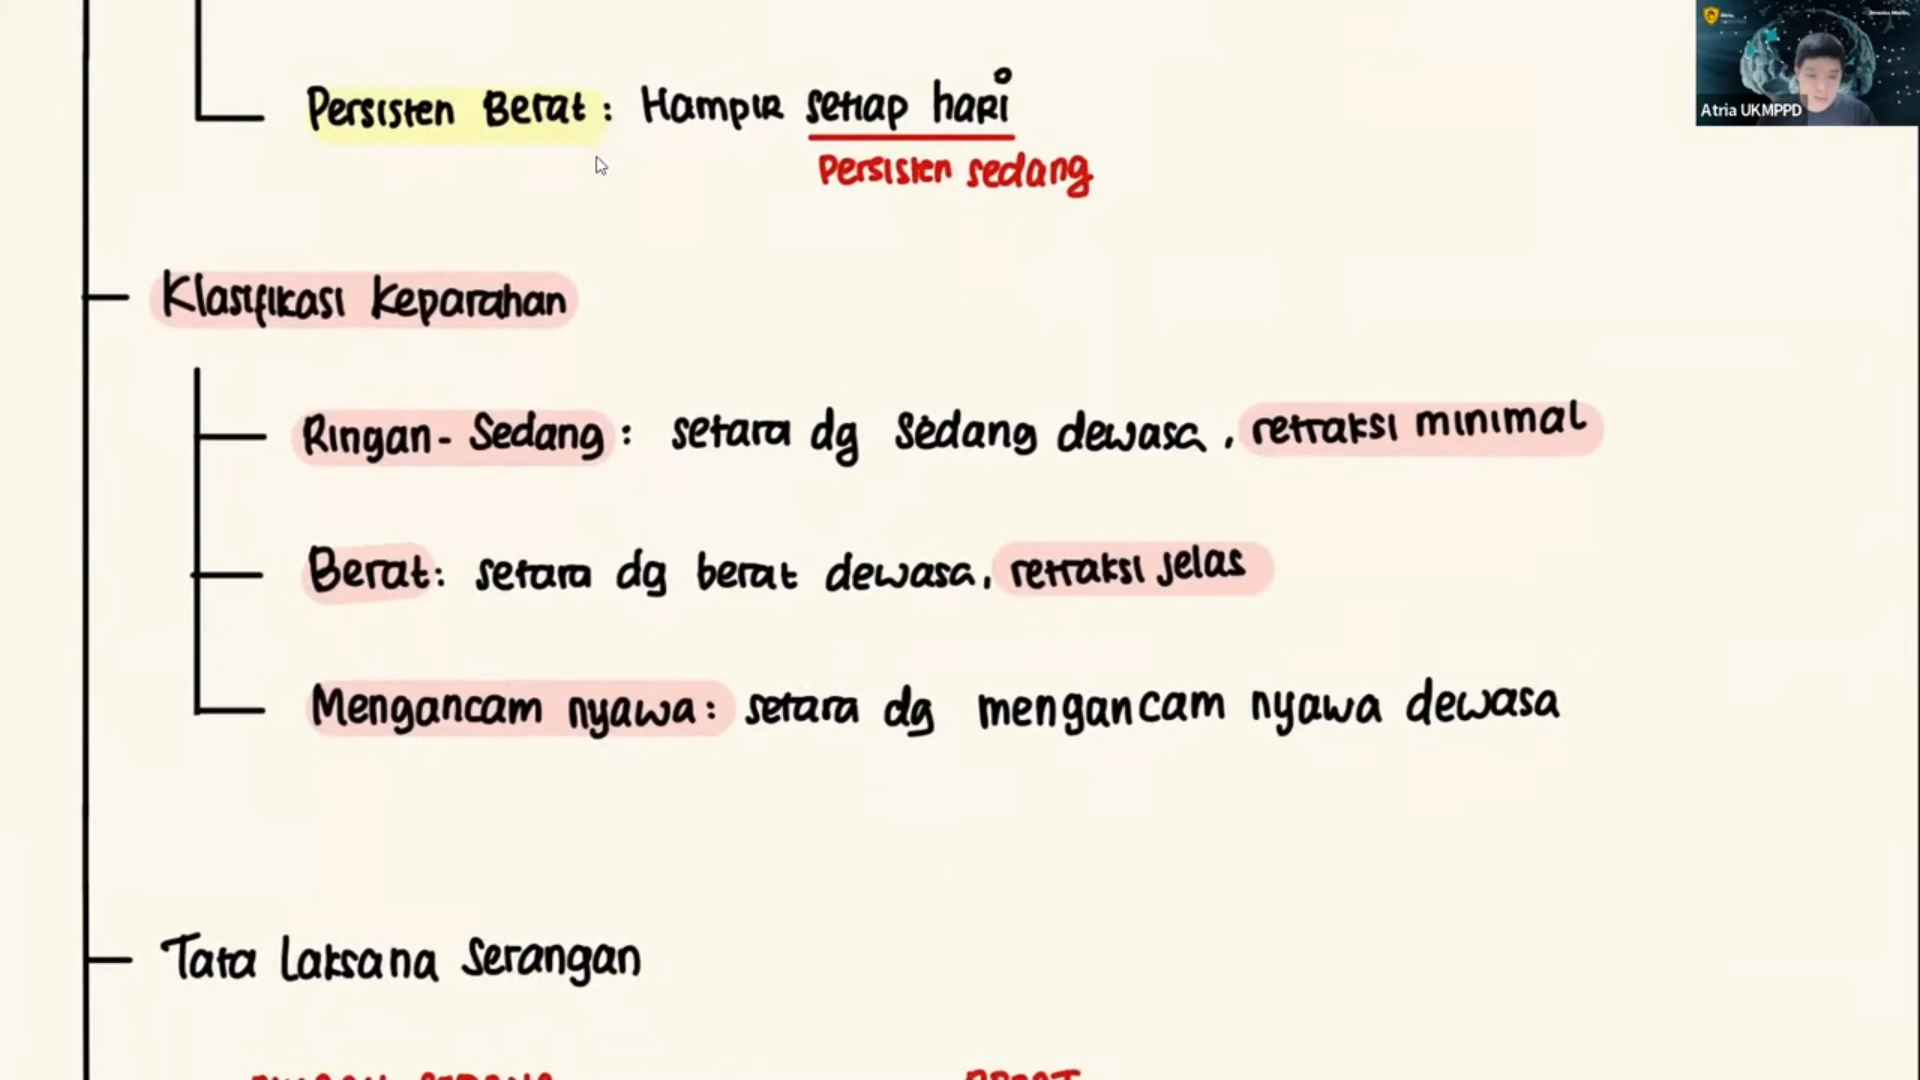 Atria UKMPPD
Persisten Berat : Hampir setiap hari
Persisten sedang
Klasifikasi Keparahan
Ringan - Sedang : setara dg sedang dewasa , retraksi minimal
Berat : setara dg berat dewasa , retraksi jelas
Mengancam nyawa : setara dg mengancam nyawa dewasa
Tata Laksana Serangan